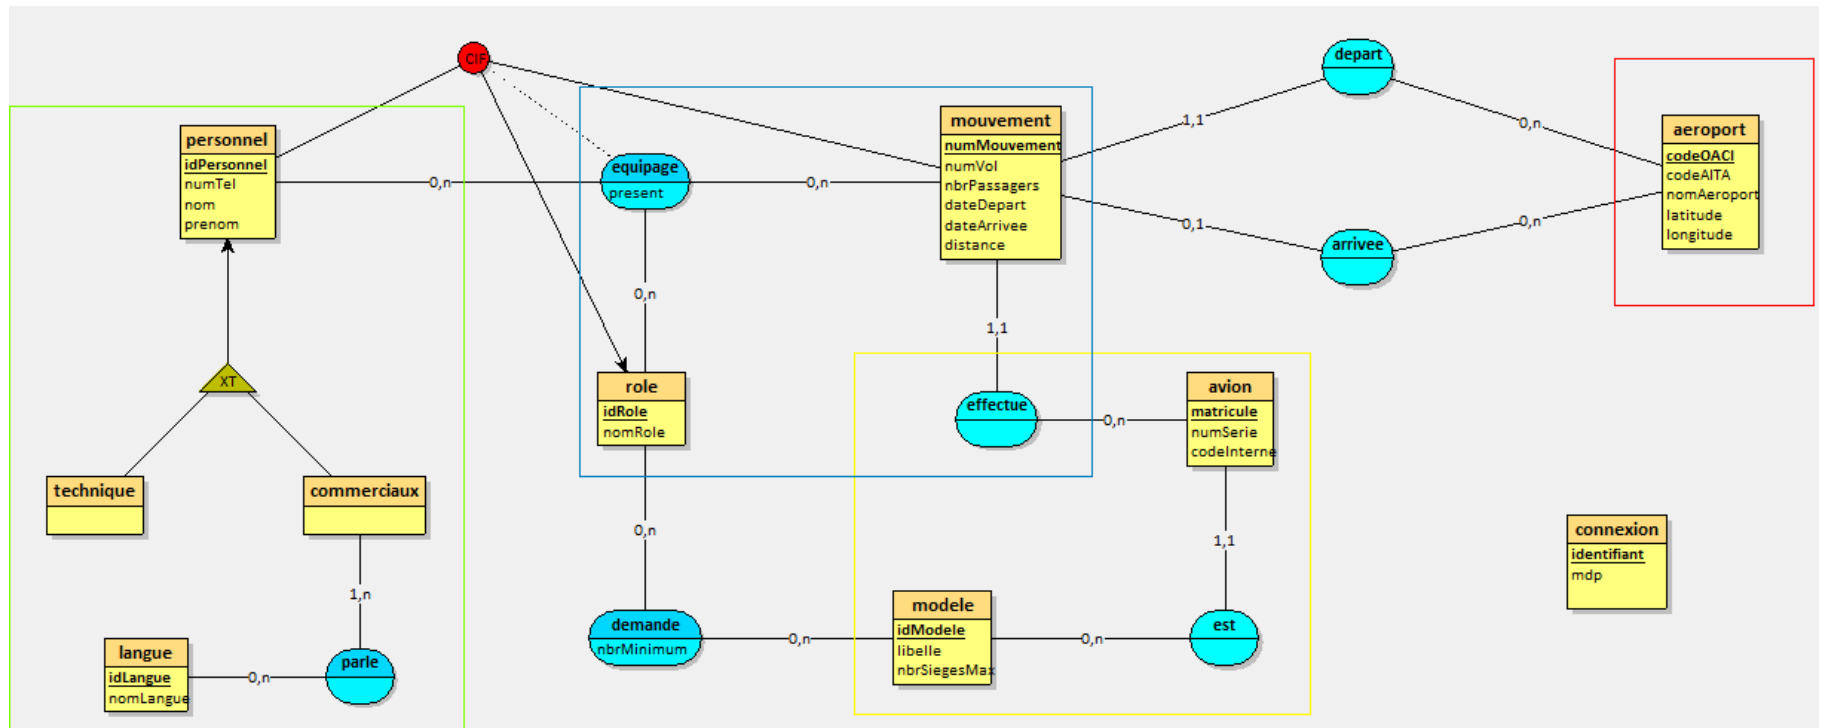 CIF
depart
personnel
idPersonnel
numTel
nom
prenom
0,n
equipage
present
0,n
mouvement
numMouvement
numVol
nbrPassagers
dateDepart
dateArrivee
distance
1,1
0,n
aeroport
codeOACI
codeAITA
nomAeroport
latitude
longitude
0,1
arrivee
0,n
0,n
1,1
XT
role
idRole
nomRole
effectue
0,n
avion
matricule
numSerie
codeInterne
technique
commerciaux
0,n
1,1
connexion
identifiant
mdp
1,n
demande
nbrMinimum
0,n
modele
idModele
libelle
nbrSiegesMax
0,n
est
langue
idLangue
nomLangue
0,n
parle